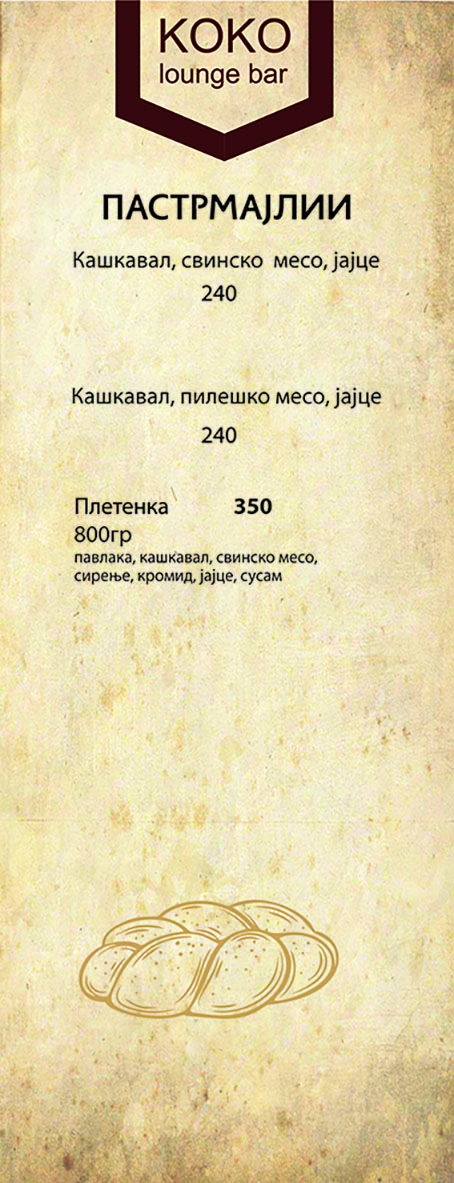 KOKO
lounge bar
ПАСТРМАЈЛИИ
Кашкавал, свинско месо, јајце
240
Кашкавал, пилешко месо, јајце
240
Плетенка 350
800гр
павлака, кашкавал, свинско месо,
сирење, кромид, јајце, сусам